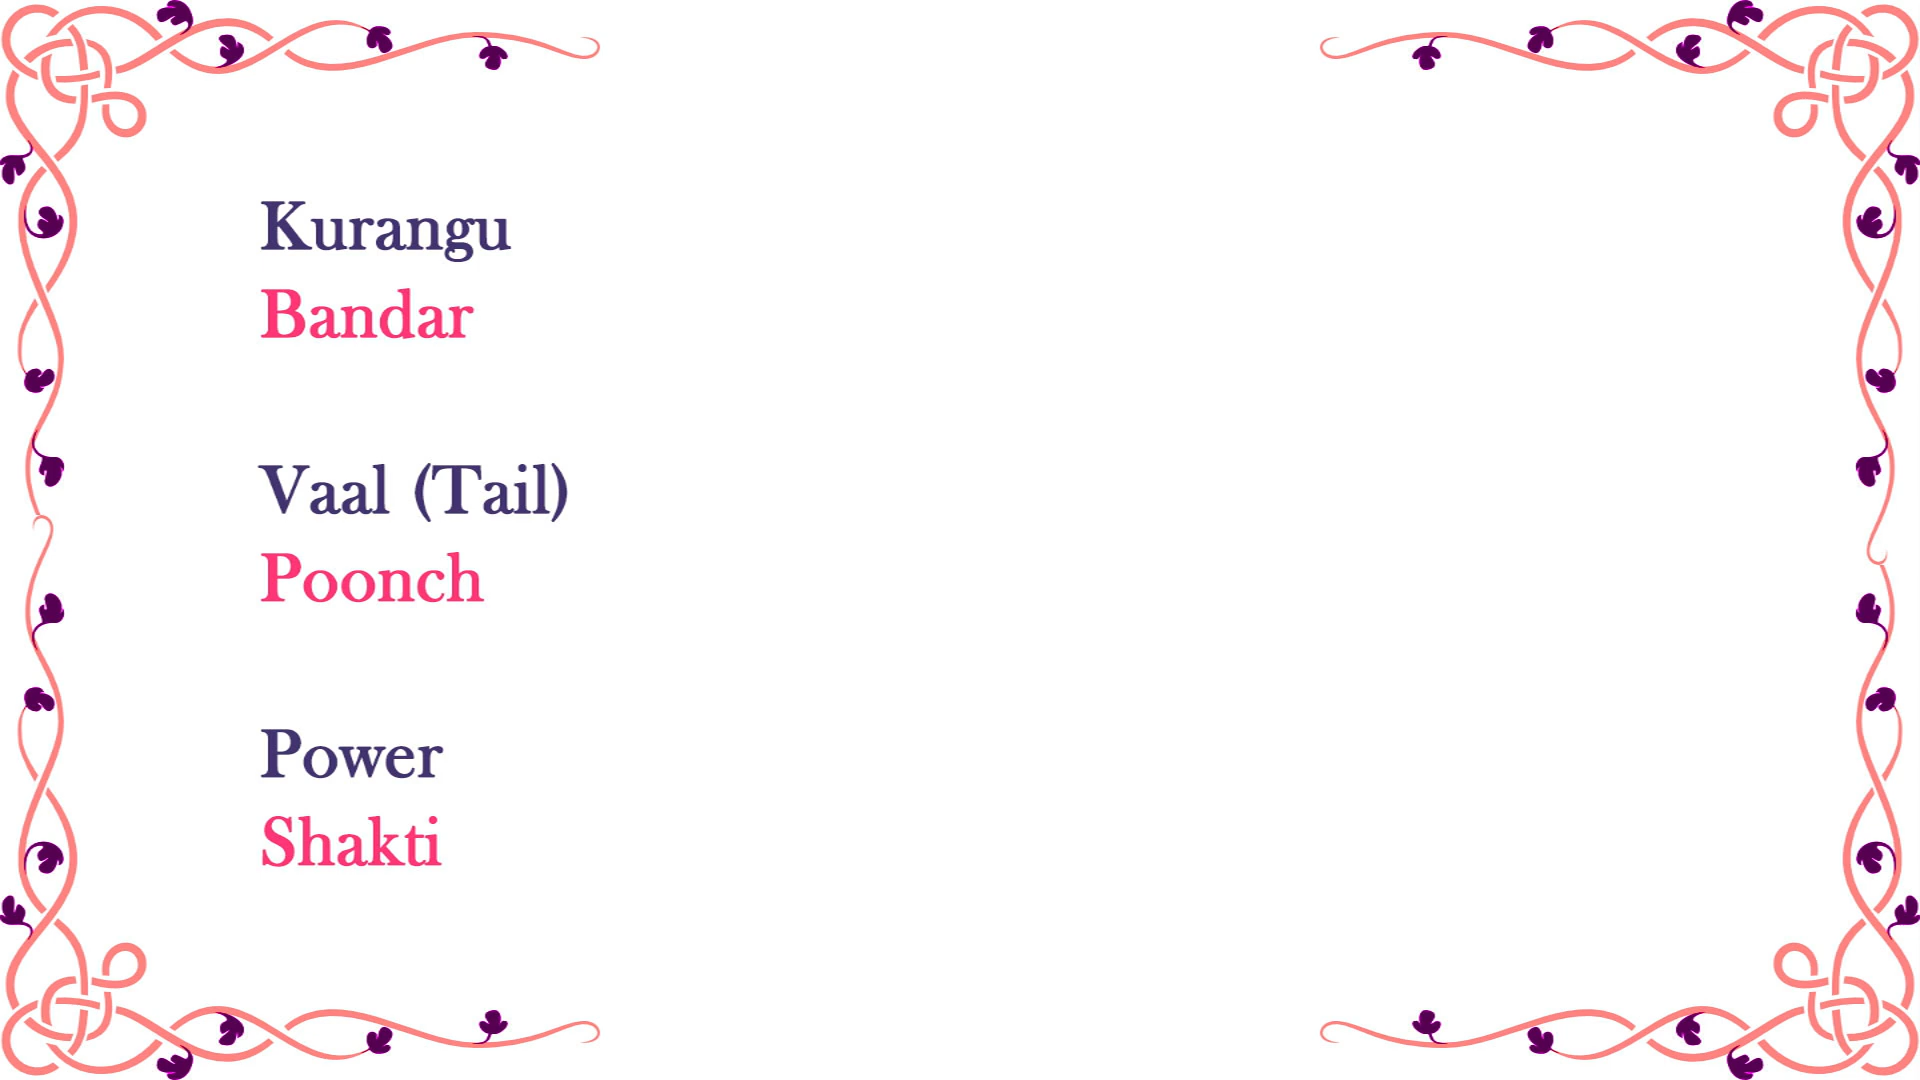 Kurangu
Bandar
Vaal (Tail)
Poonch
Power
Shakti